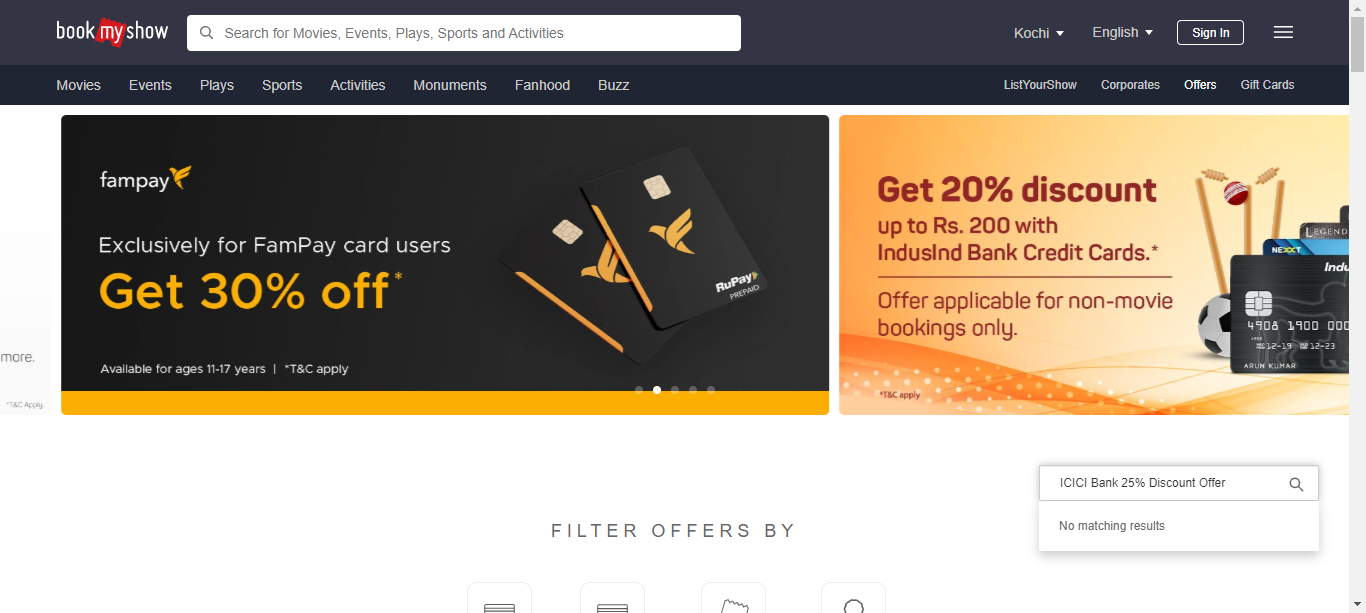 bookmyshow
Search for Movies, Events, Plays, Sports and Activities
Kochi
English
Sign In
Movies
Events
Plays
Sports
Activities
Monuments
Fanhood
Buzz
ListYourShow
Corporates
Offers
Gift Cards
more.
*T&C Apply.
fampay
Exclusively for FamPay card users
Get 30% off*
Available for ages 11-17 years | *T&C apply
RuPay
PREPAID
Get 20% discount
up to Rs. 200 with
IndusInd Bank Credit Cards.*
Offer applicable for non-movie
bookings only.
*T&C apply
LEGEND
NEXXT
Indu
4908 1900 000
4908
12-19 12-23
ARUN KUMAR
ICICI Bank 25% Discount Offer
No matching results
FILTER OFFERS BY